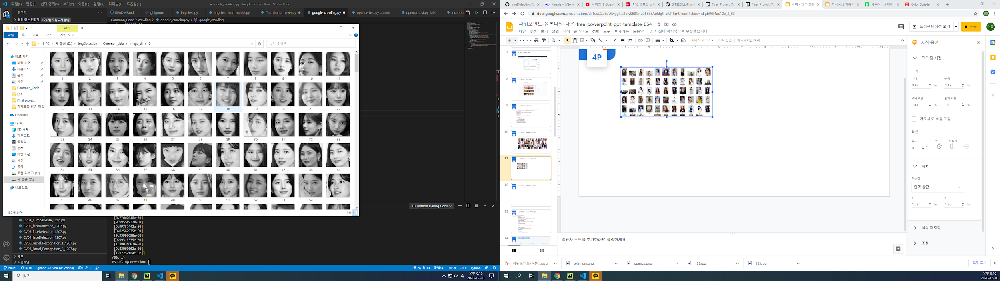 파일(F) 편집(E) 선택 영역(S) 보기(V) 이동(G) 실행(R) 터미널(T) 도움말(H)
● google_crawling.py - ImgDetection - Visual Studio Code
탐색기
README.md .gitignore img_test.py img_test_load_model.py find_drama_naver.py google_crawling.py opencv_test.py ...\code opencv_test.py MJK Inceptio
열려 있는 편집기 2이(가) 저장되지 않음
Common_Code > crawling > google_crawling.py > google_crawling
관리 0
파일 홈 공유 보기 사진 도구
내 PC > 새 볼륨 (D:) > ImgDetection > Common_data > image_all > 0
0 검색
바로 가기
바탕 화면
다운로드
문서
사진
Common_Code
E01
Final_project
카카오톡 받은 파일
OneDrive
내 PC
3D 개체
다운로드
동영상
문서
바탕 화면
사진
음악
로컬 디스크 (C:)
새 볼륨 (D:)
네트워크
1 2 3 4 5 6 7 8 9 10 11
12 13 14 15 16 17 18 19 20 21 22
23 24 25 26 27 28 29 30 31 32 33
34 35 36 37 38 39 40 41 42 43 44
45 46 47 48 49 50 51 52 53 54 55
482개 항목
10: Python Debug Cons
CV01_numberPlate_1204.py
CV02_faceDetection_1207.py
CV03_faceDetection_1207.py
CV04_faceDetection_1207.py
CV05_Facial_Recognition_1_1207.py
CV05_Facial_Recognition_2_1207.py
개요
타임라인
[6.77667618e-01]
[9.99554932e-01]
[9.99737442e-01]
[8.82562935e-01]
[9.95990098e-01]
[9.99316335e-01]
[1.28074607e-03]
[9.83060062e-01]
[1.17752124e-02]]
(50, 1)
PS D:\ImgDetection>
main* 3↓ 0↑ Python 3.8.3 64-bit (conda) 0 0
줄 24, 열 30 공백: 4 UTF-8 CRLF Python
찾기
A 오후 6:10
2020-12-10
ImgDetection/C Kaggle - 낡은 주 파이썬과 OpenC 조땡 템플릿 공유 BITSEOUL-FinalP Final_Project (A Final_Project (A 파워포인트-원본 최저시급 예측하 배수지 : 네이버 Color Scripter
docs.google.com/presentation/d/1usLQa8qWwygkiy2dw9E9CrIu2FE83AokhjJf-cM15mU/edit#slide=id.gb06f4ac10e_2_63
민종
파워포인트-원본파일-다운-free-powerpoint-ppt-template-854
파일 수정 보기 삽입 서식 슬라이드 정렬 도구 부가기능 도움말 몇 초 전에 마지막으로 수정했습니다.
프레젠테이션 보기 공유 민종
이미지 바꾸기 서식 옵션 애니메이션 처리
서식 옵션
7
8
9
10
11
12
13
14
4P
크기 및 회전
크기
너비 높이
3.93 in 2.13 in
너비 비율 높이 비율
100 % 100 %
가로세로 비율 고정
회전
각도 90° 뒤집기
0 °
위치
최솟값
왼쪽 상단
X Y
1.79 in 1.95 in
색상 재지정
조정
발표자 노트를 추가하려면 클릭하세요.
파워포인트-원본....pptx selenium.png opencv.png 123.jpg 123.jpg 모두 표시
오후 6:10
2020-12-10